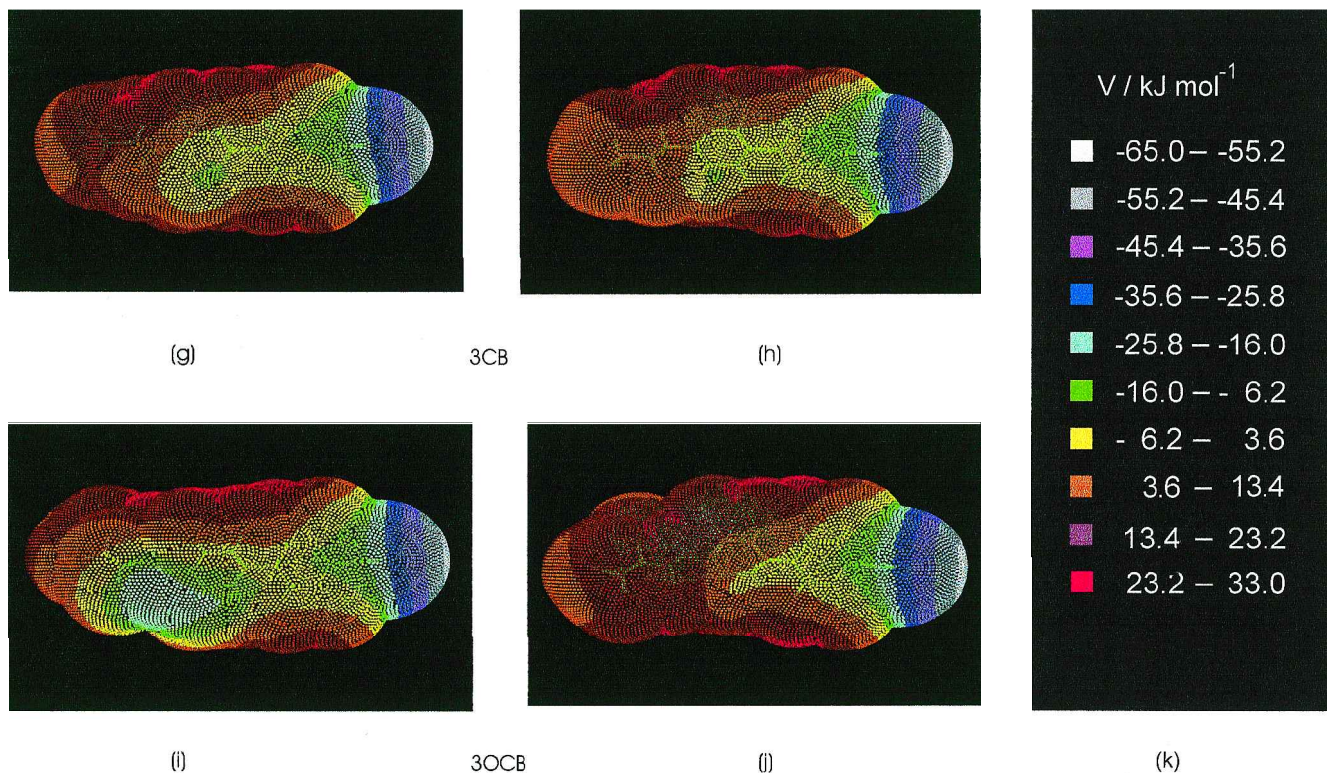 V / kJ mol⁻¹
-65.0 – -55.2
-55.2 – -45.4
-45.4 – -35.6
-35.6 – -25.8
-25.8 – -16.0
-16.0 – - 6.2
- 6.2 – 3.6
3.6 – 13.4
13.4 – 23.2
23.2 – 33.0
(g) 3CB (h)
(i) 3OCB (j) (k)